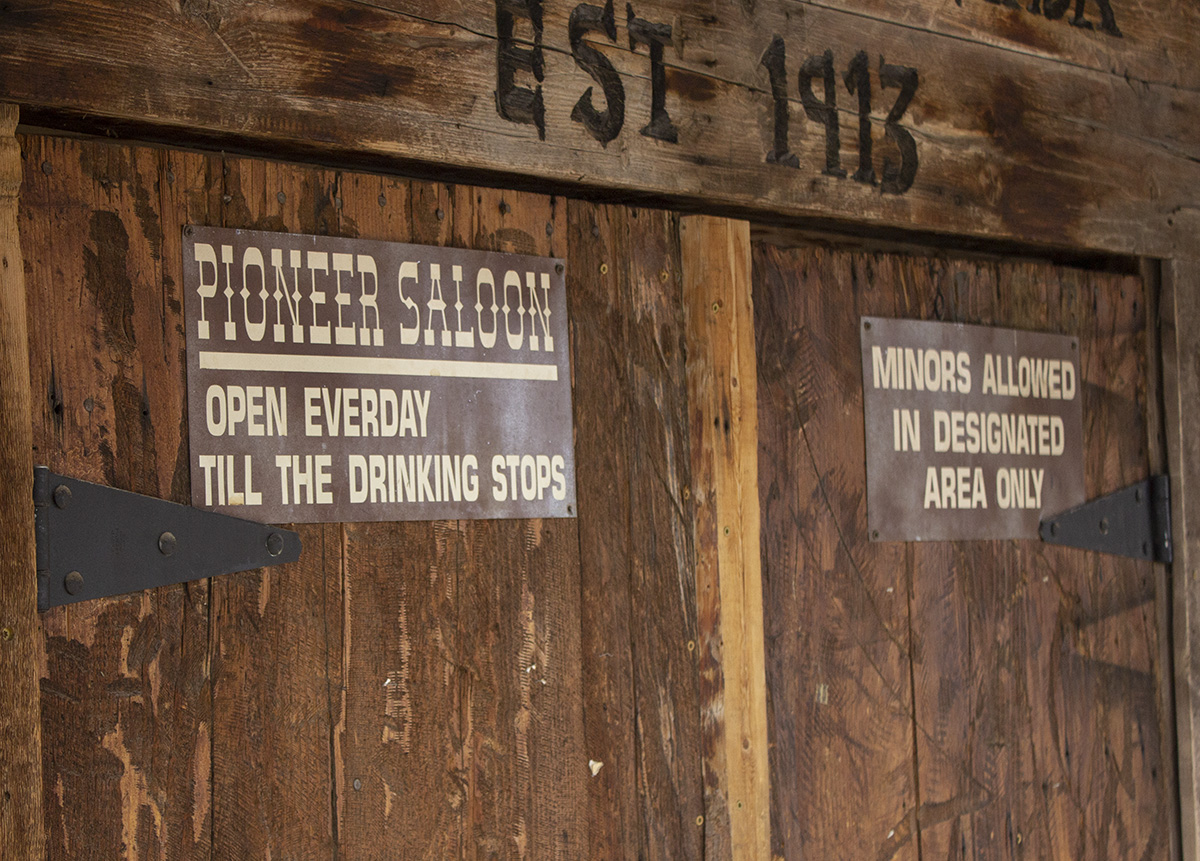 EST 1913
PIONEER SALOON
OPEN EVERDAY
TILL THE DRINKING STOPS
MINORS ALLOWED
IN DESIGNATED
AREA ONLY